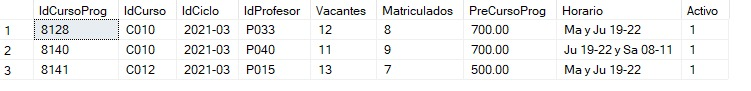 IdCursoProg IdCurso IdCiclo IdProfesor Vacantes Matriculados PreCursoProg Horario Activo
1 8128 C010 2021-03 P033 12 8 700.00 Ma y Ju 19-22 1
2 8140 C010 2021-03 P040 11 9 700.00 Ju 19-22 y Sa 08-11 1
3 8141 C012 2021-03 P015 13 7 500.00 Ma y Ju 19-22 1